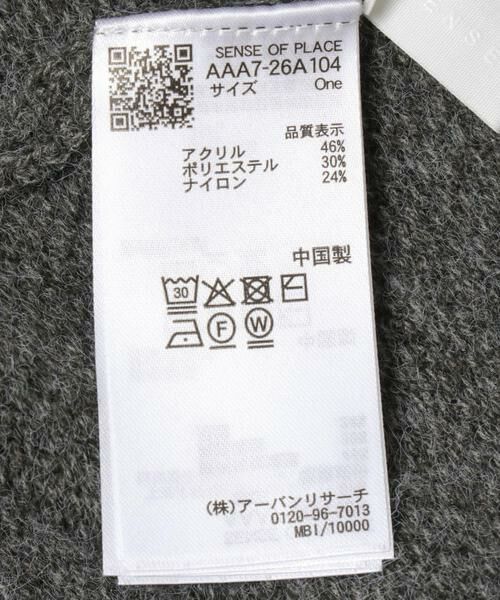 SENSE
SENSE OF PLACE
AAA7-26A104
サイズ One
品質表示
アクリル 46%
ポリエステル 30%
ナイロン 24%
中国製
30
F W
(株)アーバンリサーチ
0120-96-7013
MBI/10000